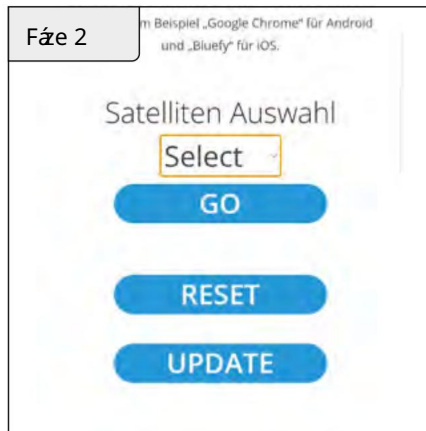 Fáze 2
m Beispiel „Google Chrome" für Android
und „Bluefy" für iOS.
Satelliten Auswahl
Select
GO
RESET
UPDATE